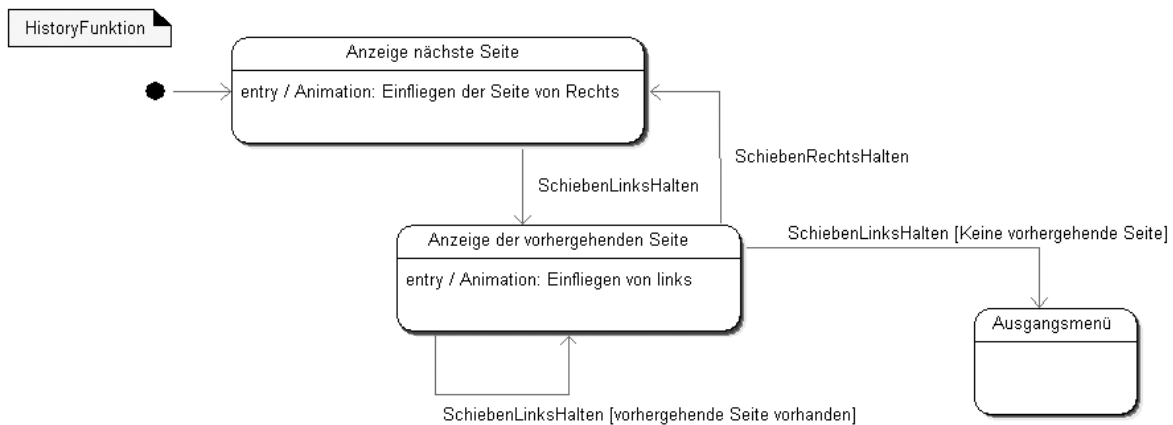 HistoryFunktion
Anzeige nächste Seite
entry / Animation: Einfliegen der Seite von Rechts
SchiebenRechtsHalten
SchiebenLinksHalten
Anzeige der vorhergehenden Seite
entry / Animation: Einfliegen von links
SchiebenLinksHalten [Keine vorhergehende Seite]
Ausgangsmenü
SchiebenLinksHalten [vorhergehende Seite vorhanden]